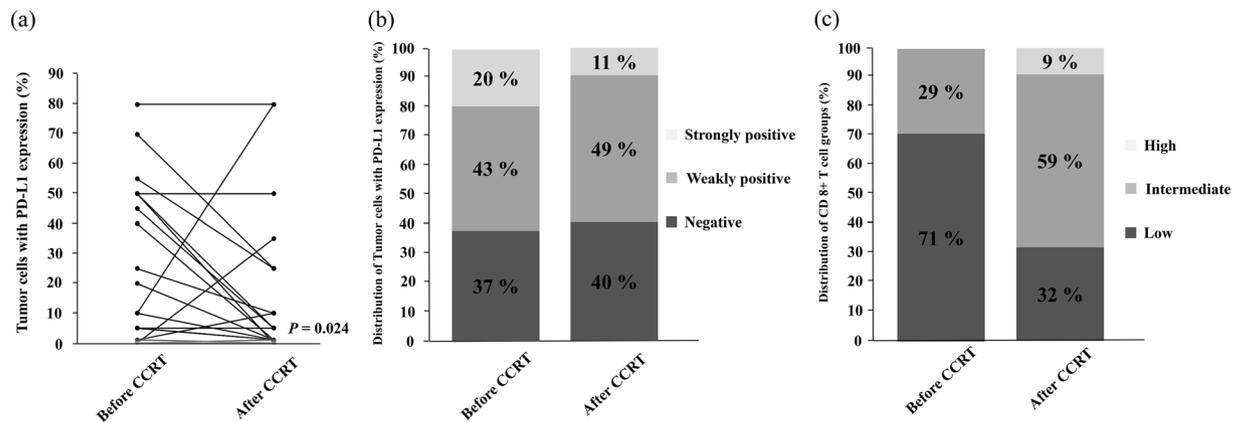 (a)
Tumor cells with PD-L1 expression (%)
90
80
70
60
50
40
30
20
10
0
P = 0.024
Before CCRT
After CCRT
(b)
Distribution of Tumor cells with PD-L1 expression (%)
100
90
80
70
60
50
40
30
20
10
0
20 %
43 %
37 %
11 %
49 %
40 %
Before CCRT
After CCRT
Strongly positive
Weakly positive
Negative
(c)
Distribution of CD 8+ T cell groups (%)
100
90
80
70
60
50
40
30
20
10
0
29 %
71 %
9 %
59 %
32 %
Before CCRT
After CCRT
High
Intermediate
Low